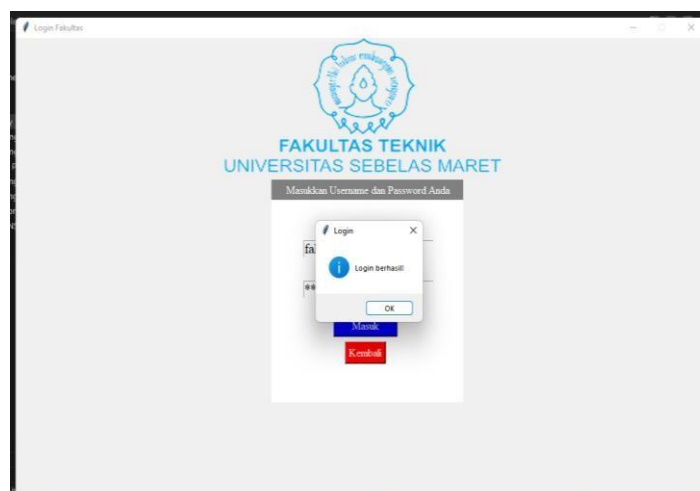 Login Fakultas
FAKULTAS TEKNIK
UNIVERSITAS SEBELAS MARET
Masukkan Username dan Password Anda
Login
Login berhasil!
OK
Masuk
Kembali